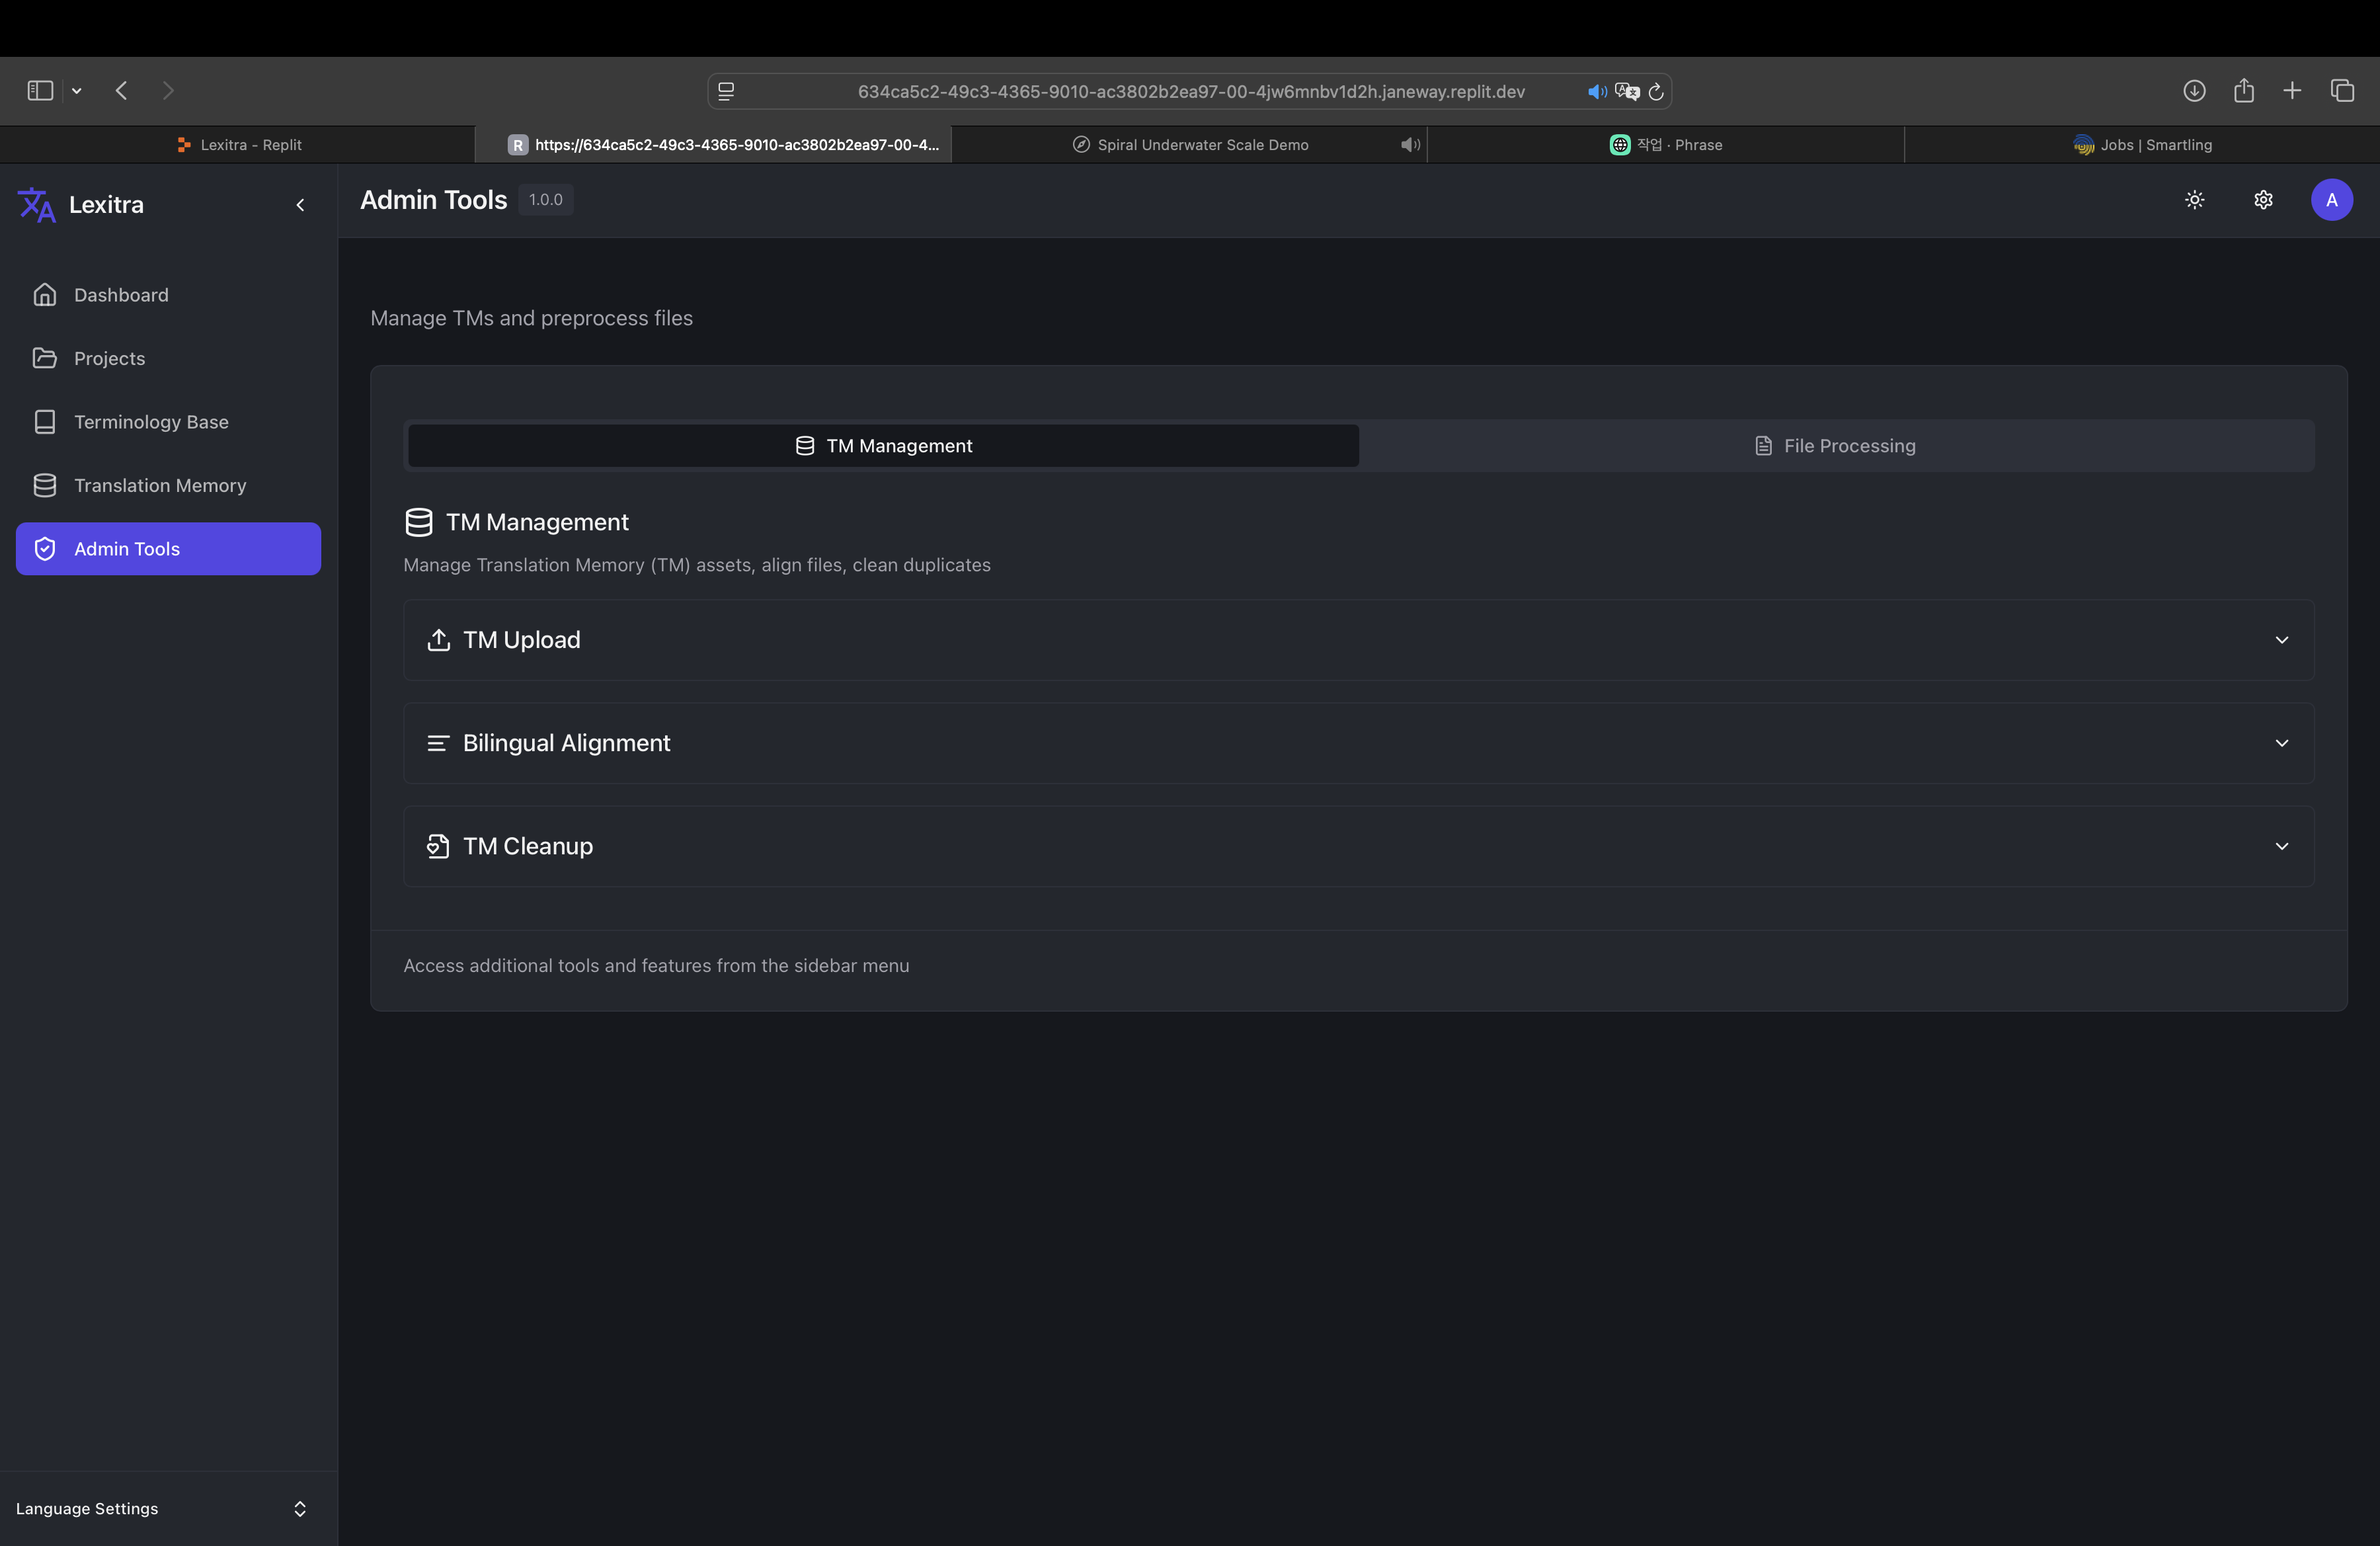 634ca5c2-49c3-4365-9010-ac3802b2ea97-00-4jw6mnbv1d2h.janeway.replit.dev
Lexitra - Replit
R https://634ca5c2-49c3-4365-9010-ac3802b2ea97-00-4...
Spiral Underwater Scale Demo
작업 · Phrase
Jobs | Smartling
Lexitra
Admin Tools 1.0.0
A
Dashboard
Projects
Terminology Base
Translation Memory
Admin Tools
Language Settings
Manage TMs and preprocess files
TM Management
File Processing
TM Management
Manage Translation Memory (TM) assets, align files, clean duplicates
TM Upload
Bilingual Alignment
TM Cleanup
Access additional tools and features from the sidebar menu